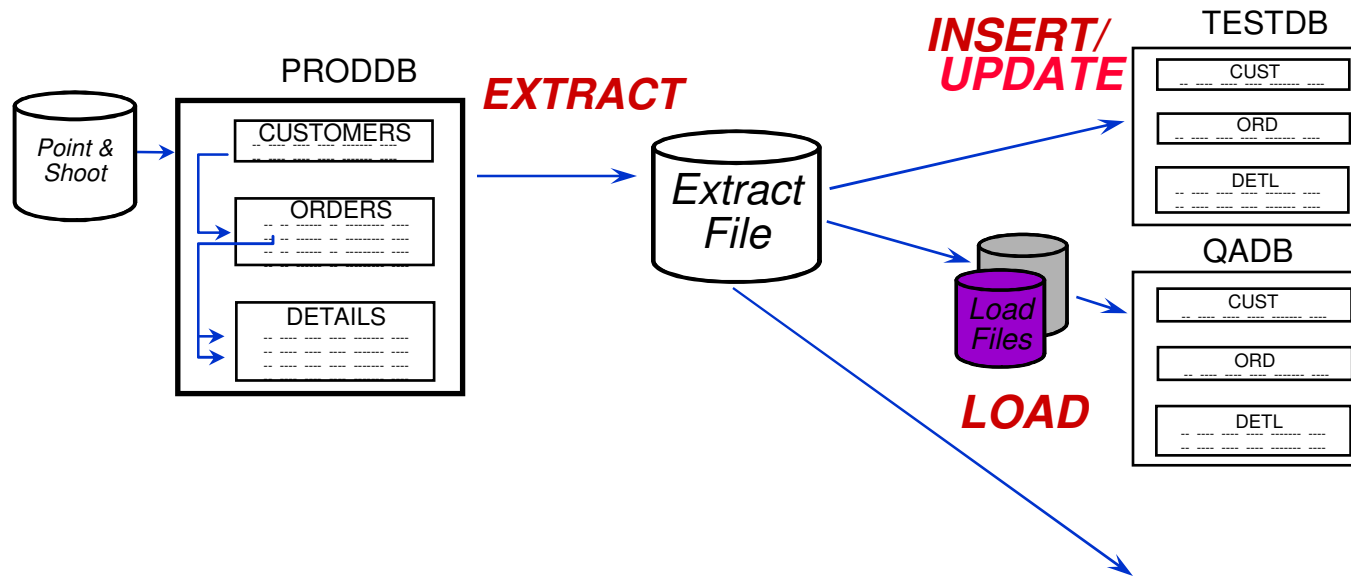 Point &
Shoot
PRODDB
CUSTOMERS
ORDERS
DETAILS
EXTRACT
Extract
File
INSERT/
UPDATE
TESTDB
CUST
ORD
DETL
Load
Files
LOAD
QADB
CUST
ORD
DETL